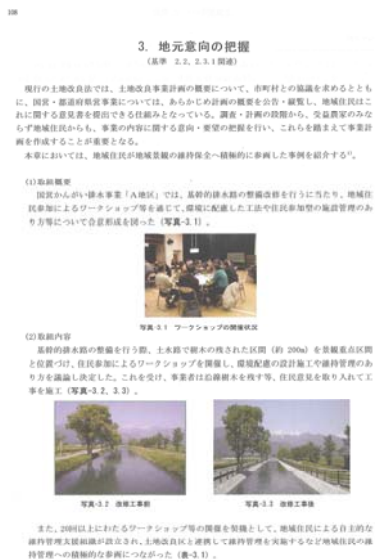 108
3. 地元意向の把握
(基準 2.2、2.3.1関連)
現行の土地改良法では、土地改良事業計画の概要について、市町村との協議を求めるととも
に、国営・都道府県営事業については、あらかじめ計画の概要を公告・縦覧し、地域住民はこ
れに関する意見書を提出できる仕組みとなっている。調査・計画の段階から、受益農家のみな
らず地域住民からも、事業の内容に関する意向・要望の把握を行い、これらを踏まえて事業計
画を作成することが重要となる。
本章においては、地域住民が地域景観の維持保全へ積極的に参画した事例を紹介する¹⁾。
(1)取組概要
国営かんがい排水事業「A地区」では、基幹的排水路の整備改修を行うに当たり、地域住
民参加によるワークショップ等を通じて、環境に配慮した工法や住民参加型の施設管理のあ
り方等について合意形成を図った(写真-3.1)。
写真-3.1 ワークショップの開催状況
(2)取組内容
基幹的排水路の整備を行う際、土水路で樹木の残された区間(約 200m)を景観重点区間
と位置づけ、住民参加によるワークショップを開催し、環境配慮の設計施工や維持管理のあ
り方を議論し決定した。これを受け、事業者は沿線樹木を残す等、住民意見を取り入れて工
事を施工(写真-3.2、3.3)。
写真-3.2 改修工事前
写真-3.3 改修工事後
また、20回以上にわたるワークショップ等の開催を契機として、地域住民による自主的な
維持管理支援組織が設立され、土地改良区と連携して維持管理を実施するなど地域住民の維
持管理への積極的な参画につながった(表-3.1)。